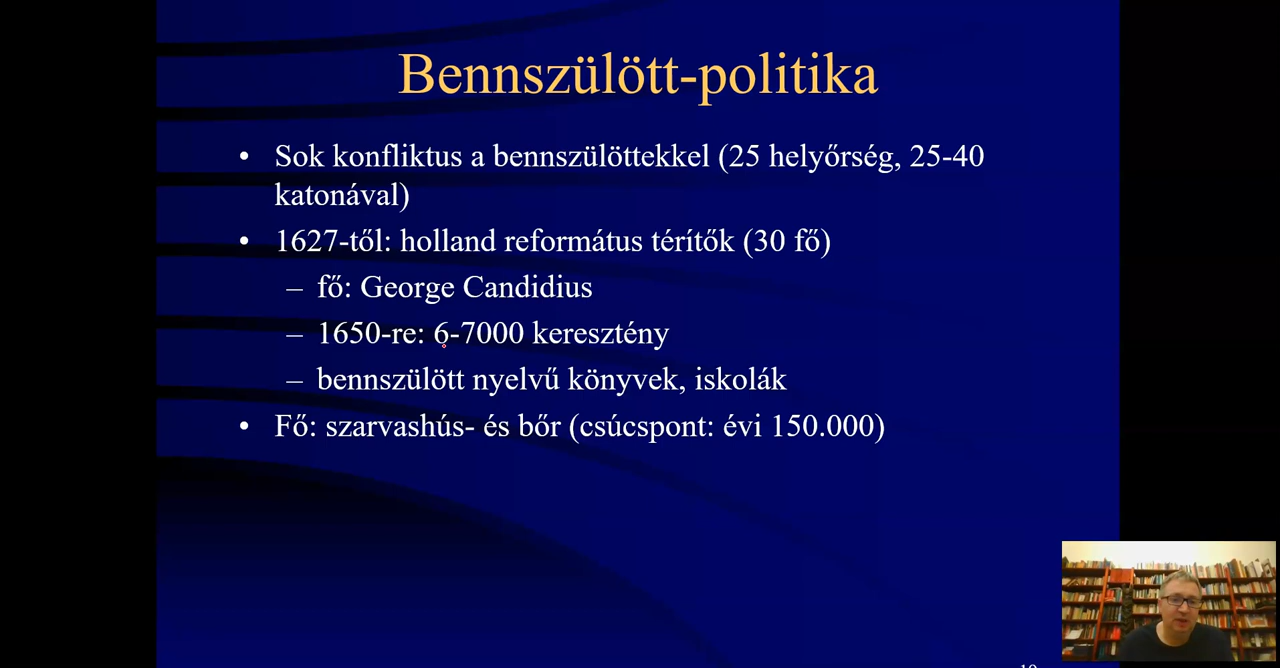 Bennszülött-politika
• Sok konfliktus a bennszülöttekkel (25 helyőrség, 25-40
katonával)
• 1627-től: holland református térítők (30 fő)
– fő: George Candidius
– 1650-re: 6-7000 keresztény
– bennszülött nyelvű könyvek, iskolák
• Fő: szarvashús- és bőr (csúcspont: évi 150.000)